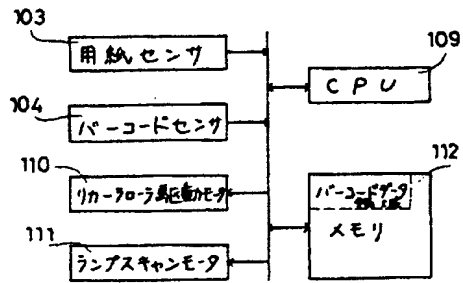 103
用紙センサ
104
バーコードセンサ
110
リカーラローラ駆動モータ
111
ランプスキャンモータ
109
CPU
112
バーコードデータ
メモリ